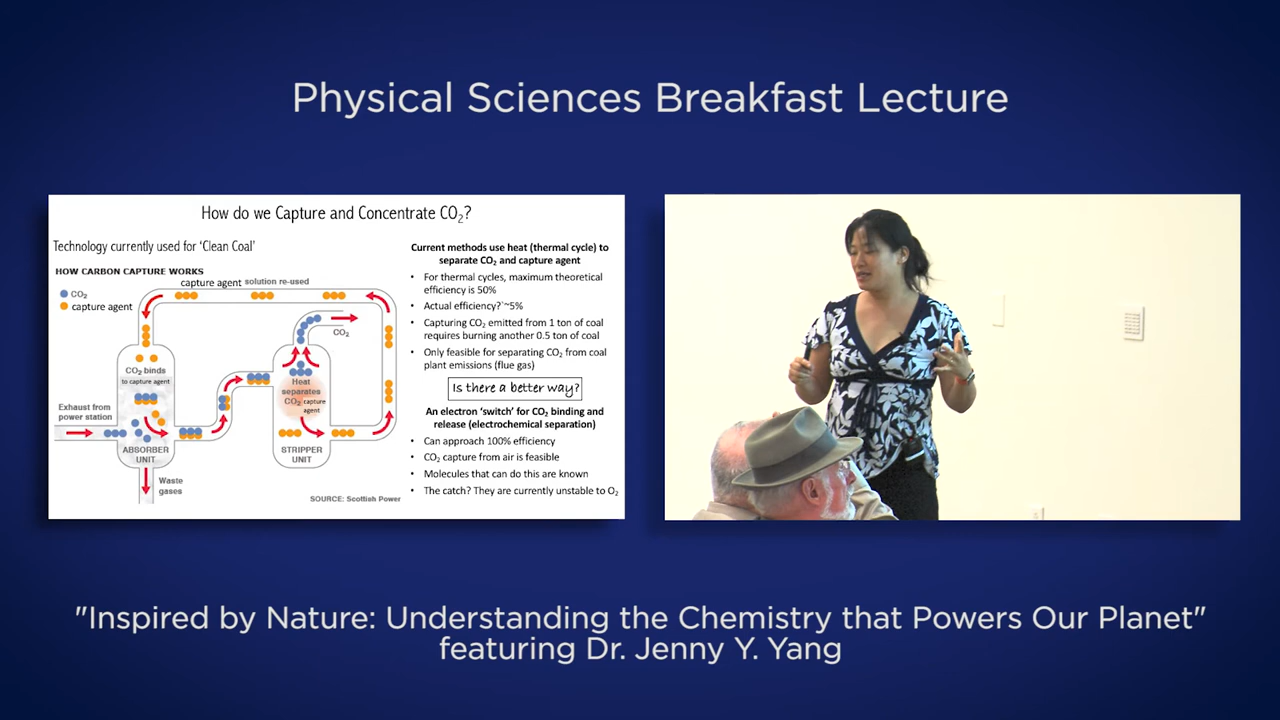 Physical Sciences Breakfast Lecture
How do we Capture and Concentrate CO₂?
Technology currently used for 'Clean Coal'
HOW CARBON CAPTURE WORKS
capture agent solution re-used
CO₂
capture agent
CO₂
CO₂ binds
to capture agent
Heat
separates
CO₂ capture
agent
Exhaust from
power station
ABSORBER
UNIT
STRIPPER
UNIT
Waste
gases
SOURCE: Scottish Power
Current methods use heat (thermal cycle) to
separate CO₂ and capture agent
• For thermal cycles, maximum theoretical
efficiency is 50%
• Actual efficiency? ~5%
• Capturing CO₂ emitted from 1 ton of coal
requires burning another 0.5 ton of coal
• Only feasible for separating CO₂ from coal
plant emissions (flue gas)
Is there a better way?
An electron 'switch' for CO₂ binding and
release (electrochemical separation)
• Can approach 100% efficiency
• CO₂ capture from air is feasible
• Molecules that can do this are known
• The catch? They are currently unstable to O₂
"Inspired by Nature: Understanding the Chemistry that Powers Our Planet"
featuring Dr. Jenny Y. Yang